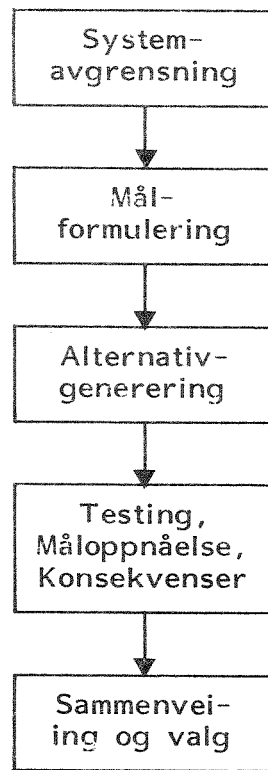 System-
avgrensning
Mål-
formulering
Alternativ-
generering
Testing,
Måloppnåelse,
Konsekvenser
Sammenvei-
ing og valg